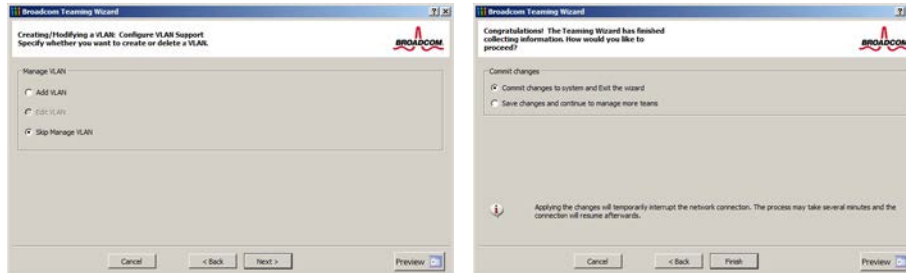 Broadcom Teaming Wizard
Creating/Modifying a VLAN: Configure VLAN Support
Specify whether you want to create or delete a VLAN.
BROADCOM.
Manage VLAN
Add VLAN
Edit VLAN
Skip Manage VLAN
Cancel
< Back
Next >
Preview
Broadcom Teaming Wizard
Congratulations! The Teaming Wizard has finished
collecting information. How would you like to
proceed?
BROADCOM
Commit changes
Commit changes to system and Exit the wizard
Save changes and continue to manage more teams
Applying the changes will temporarily interrupt the network connection. The process may take several minutes and the
connection will resume afterwards.
Cancel
< Back
Finish
Preview